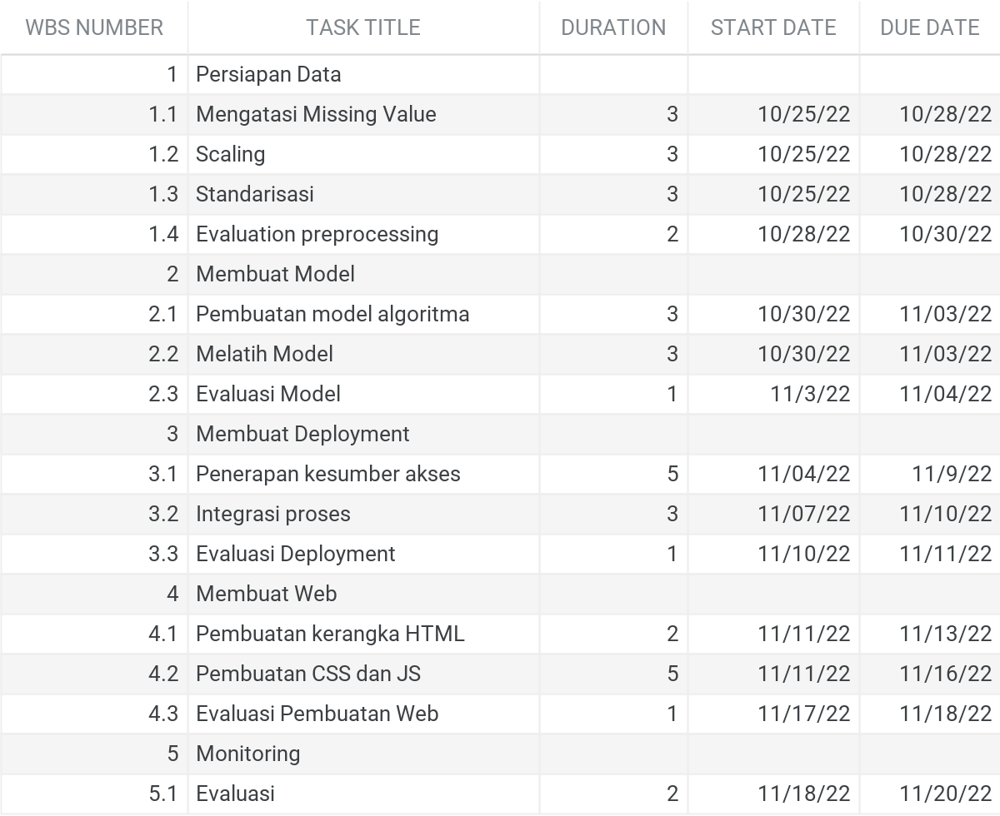 WBS NUMBER TASK TITLE DURATION START DATE DUE DATE
1 Persiapan Data
1.1 Mengatasi Missing Value 3 10/25/22 10/28/22
1.2 Scaling 3 10/25/22 10/28/22
1.3 Standarisasi 3 10/25/22 10/28/22
1.4 Evaluation preprocessing 2 10/28/22 10/30/22
2 Membuat Model
2.1 Pembuatan model algoritma 3 10/30/22 11/03/22
2.2 Melatih Model 3 10/30/22 11/03/22
2.3 Evaluasi Model 1 11/3/22 11/04/22
3 Membuat Deployment
3.1 Penerapan kesumber akses 5 11/04/22 11/9/22
3.2 Integrasi proses 3 11/07/22 11/10/22
3.3 Evaluasi Deployment 1 11/10/22 11/11/22
4 Membuat Web
4.1 Pembuatan kerangka HTML 2 11/11/22 11/13/22
4.2 Pembuatan CSS dan JS 5 11/11/22 11/16/22
4.3 Evaluasi Pembuatan Web 1 11/17/22 11/18/22
5 Monitoring
5.1 Evaluasi 2 11/18/22 11/20/22